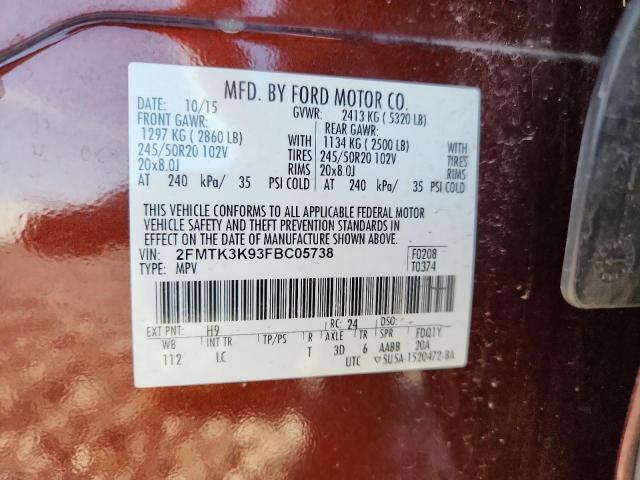 MFD. BY FORD MOTOR CO.
DATE: 10/15 GVWR: 2413 KG ( 5320 LB)
FRONT GAWR: REAR GAWR:
1297 KG ( 2860 LB) WITH 1134 KG ( 2500 LB) WITH
245/50R20 102V TIRES 245/50R20 102V TIRES
20x8.0J RIMS 20x8.0J RIMS
AT 240 kPa/ 35 PSI COLD AT 240 kPa/ 35 PSI COLD
THIS VEHICLE CONFORMS TO ALL APPLICABLE FEDERAL MOTOR
VEHICLE SAFETY AND THEFT PREVENTION STANDARDS IN
EFFECT ON THE DATE OF MANUFACTURE SHOWN ABOVE.
VIN: 2FMTK3K93FBC05738 F0208
TYPE: MPV T0374
EXT PNT: H9 RC: 24 DSO:
WB INT TR TP/PS R AXLE TR SPR FDQTY
112 LC T 3D 6 AABB 20A
UTC 5U5A-1520472-BA